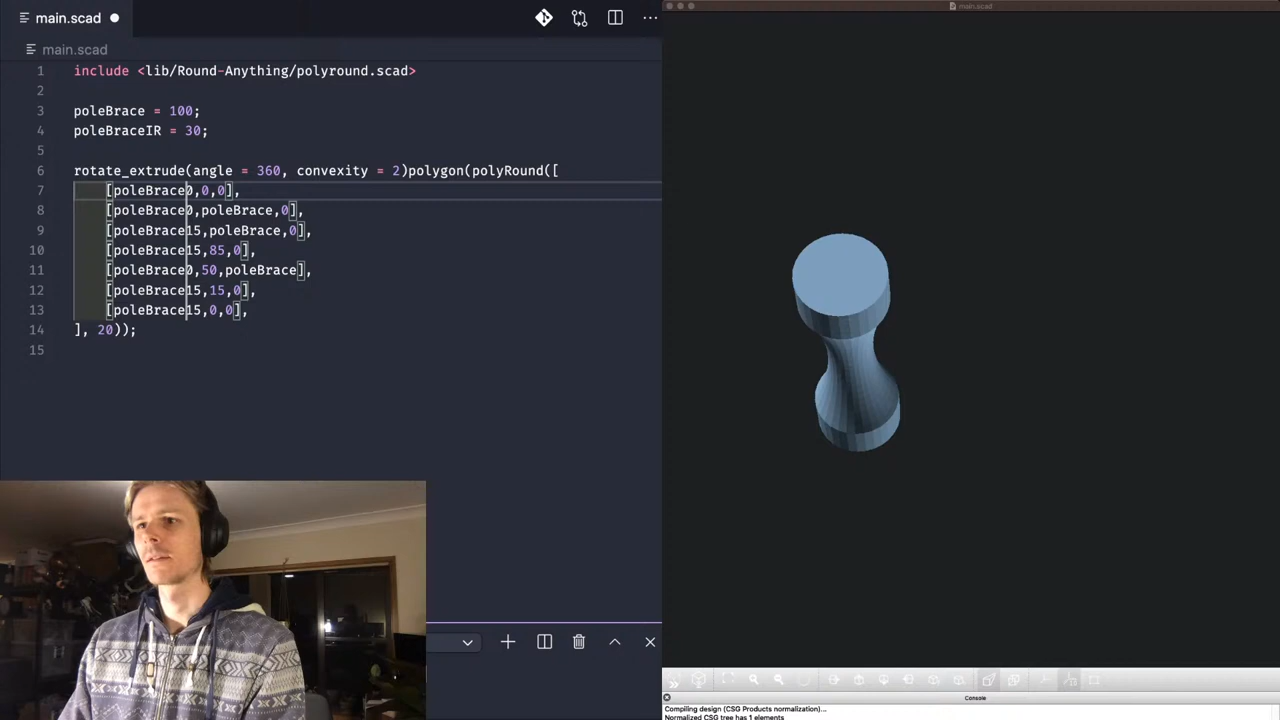 main.scad
main.scad
main.scad
1 include <lib/Round-Anything/polyround.scad>
2
3 poleBrace = 100;
4 poleBraceIR = 30;
5
6 rotate_extrude(angle = 360, convexity = 2)polygon(polyRound([
7 [poleBrace0,0,0],
8 [poleBrace0,poleBrace,0],
9 [poleBrace15,poleBrace,0],
10 [poleBrace15,85,0],
11 [poleBrace0,50,poleBrace],
12 [poleBrace15,15,0],
13 [poleBrace15,0,0],
14 ], 20));
15
Console
Compiling design (CSG Products normalization)...
Normalized CSG tree has 1 elements